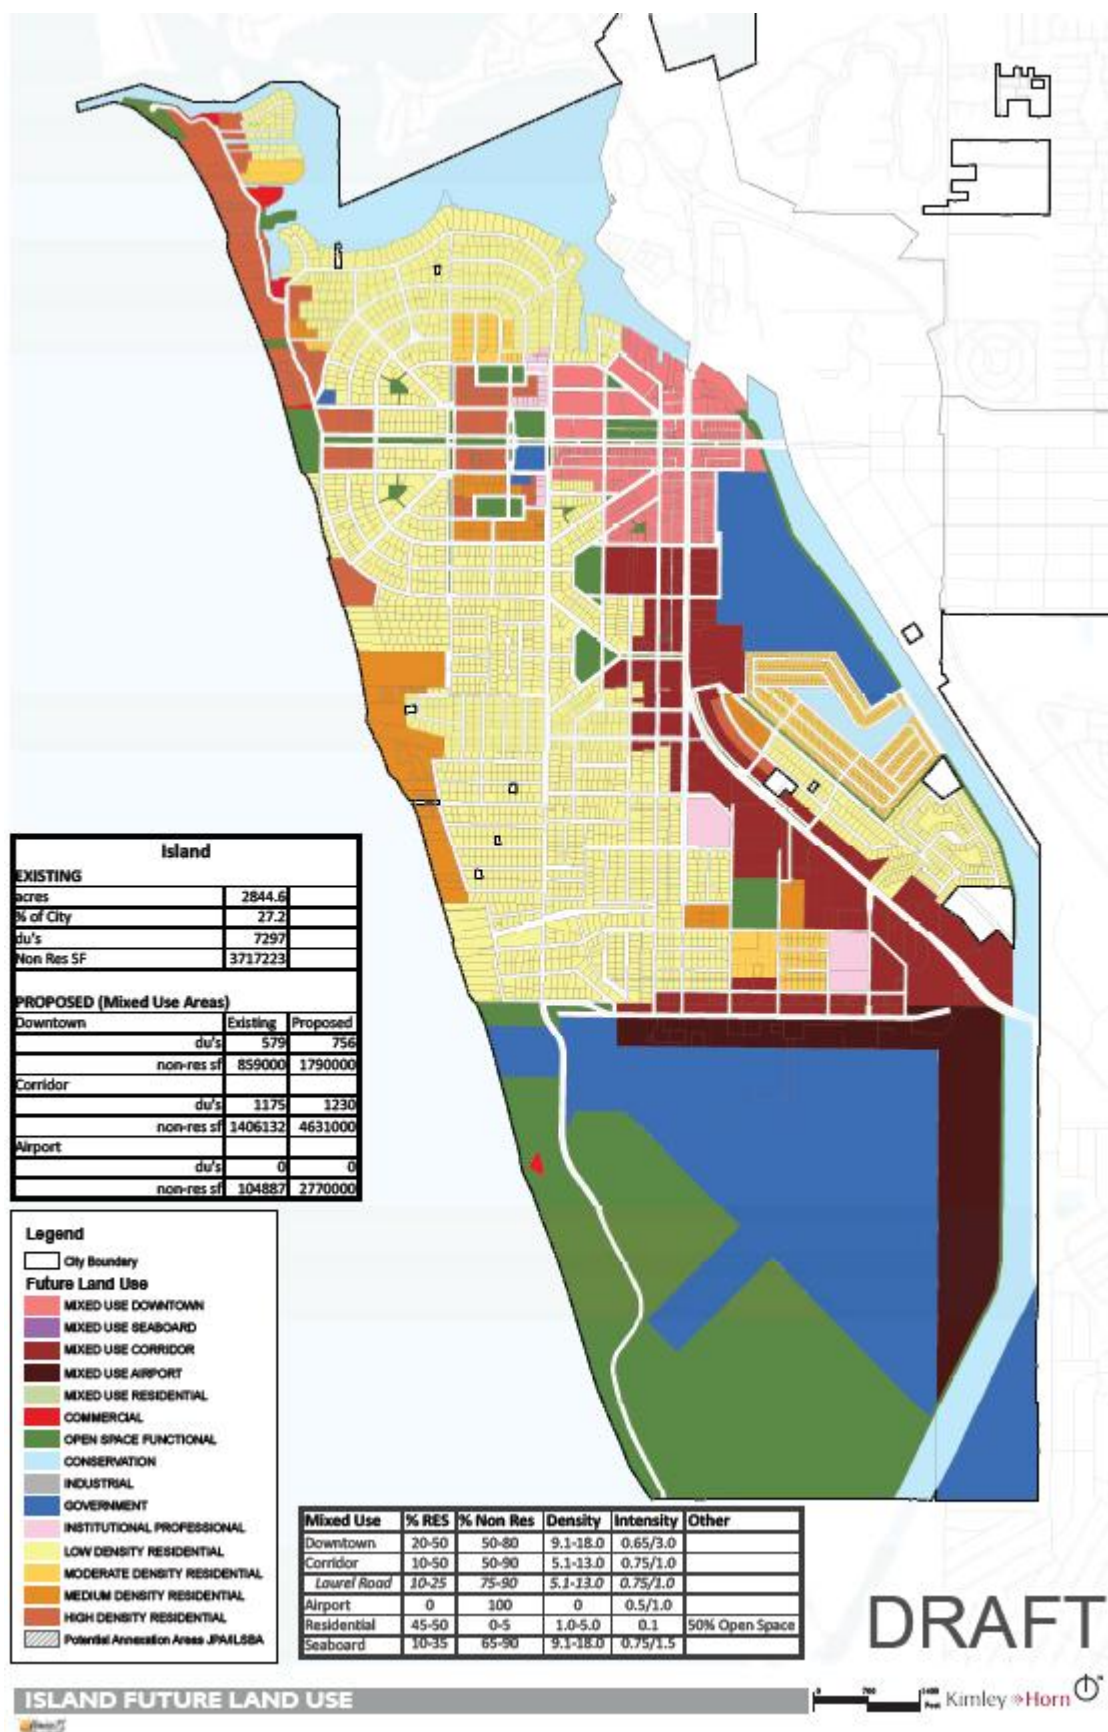 Island
EXISTING
acres 2844.6
% of City 27.2
du's 7297
Non Res SF 3717223
PROPOSED (Mixed Use Areas)
Downtown Existing Proposed
du's 579 756
non-res sf 859000 1790000
Corridor
du's 1175 1230
non-res sf 1406132 4631000
Airport
du's 0 0
non-res sf 104887 2770000
Legend
City Boundary
Future Land Use
MIXED USE DOWNTOWN
MIXED USE SEABOARD
MIXED USE CORRIDOR
MIXED USE AIRPORT
MIXED USE RESIDENTIAL
COMMERCIAL
OPEN SPACE FUNCTIONAL
CONSERVATION
INDUSTRIAL
GOVERNMENT
INSTITUTIONAL PROFESSIONAL
LOW DENSITY RESIDENTIAL
MODERATE DENSITY RESIDENTIAL
MEDIUM DENSITY RESIDENTIAL
HIGH DENSITY RESIDENTIAL
Potential Annexation Areas JPA/ILSBA
Mixed Use % RES % Non Res Density Intensity Other
Downtown 20-50 50-80 9.1-18.0 0.65/3.0
Corridor 10-50 50-90 5.1-13.0 0.75/1.0
Laurel Road 10-25 75-90 5.1-13.0 0.75/1.0
Airport 0 100 0 0.5/1.0
Residential 45-50 0-5 1.0-5.0 0.1 50% Open Space
Seaboard 10-35 65-90 9.1-18.0 0.75/1.5
DRAFT
ISLAND FUTURE LAND USE
0 700 1400
Feet
Kimley»Horn